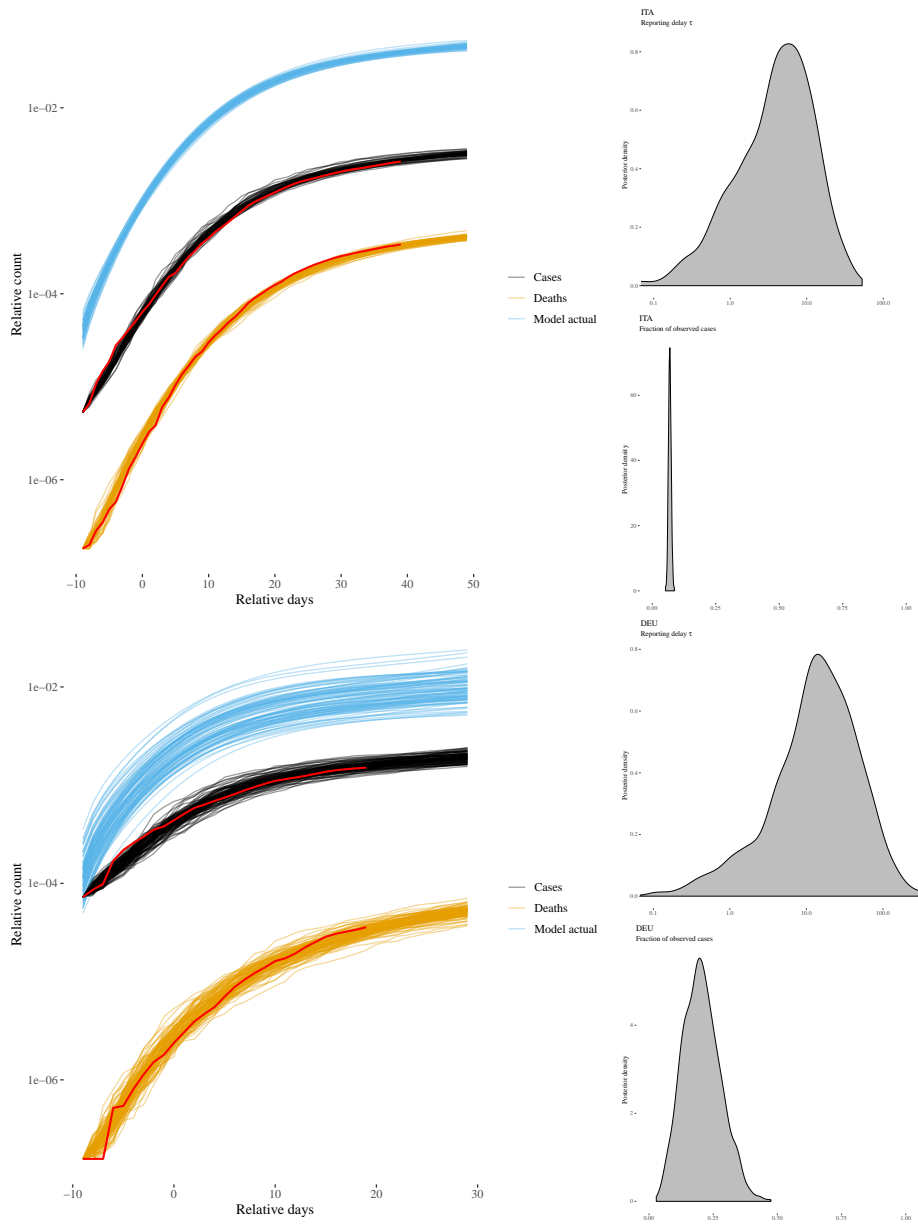 1e−02
1e−04
1e−06
Relative count
−10 0 10 20 30 40 50
Relative days
Cases
Deaths
Model actual
ITA
Reporting delay τ
0.8
0.6
0.4
0.2
0.0
Posterior density
0.1 1.0 10.0 100.0
ITA
Fraction of observed cases
60
40
20
0
Posterior density
0.00 0.25 0.50 0.75 1.00
1e−02
1e−04
1e−06
Relative count
−10 0 10 20 30
Relative days
Cases
Deaths
Model actual
DEU
Reporting delay τ
0.8
0.6
0.4
0.2
0.0
Posterior density
0.1 1.0 10.0 100.0
DEU
Fraction of observed cases
4
2
0
Posterior density
0.00 0.25 0.50 0.75 1.00